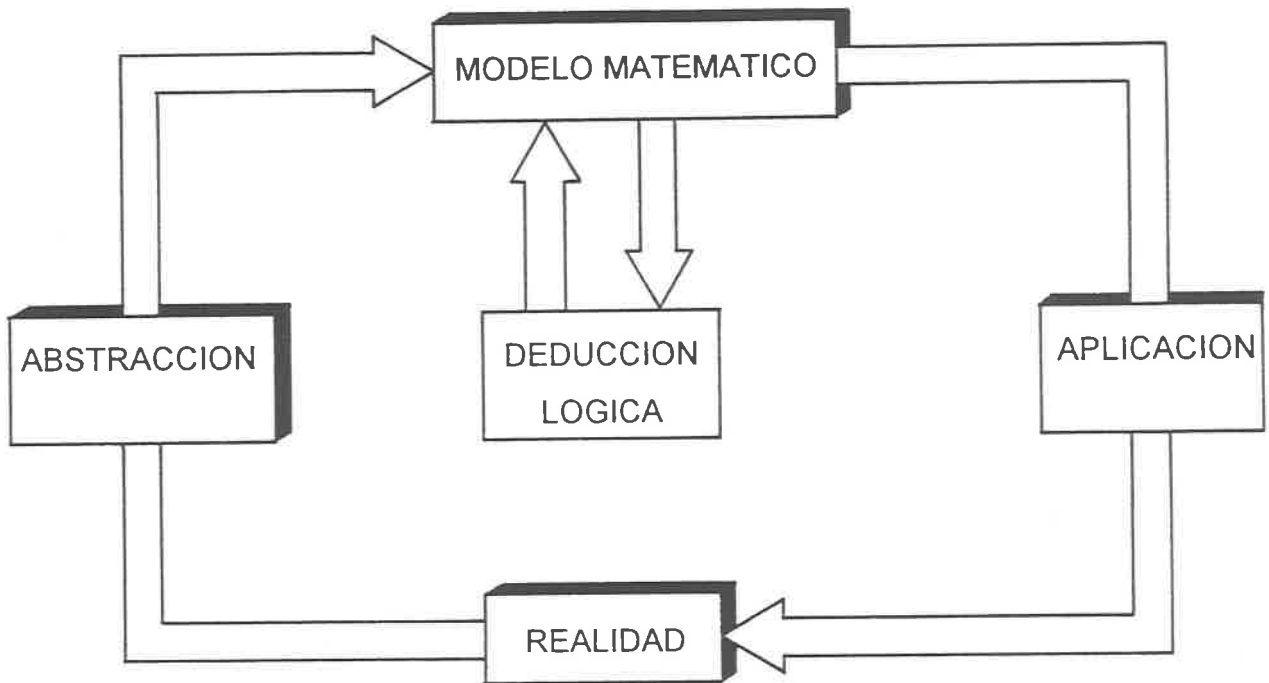 MODELO MATEMATICO
ABSTRACCION
DEDUCCION
LOGICA
APLICACION
REALIDAD